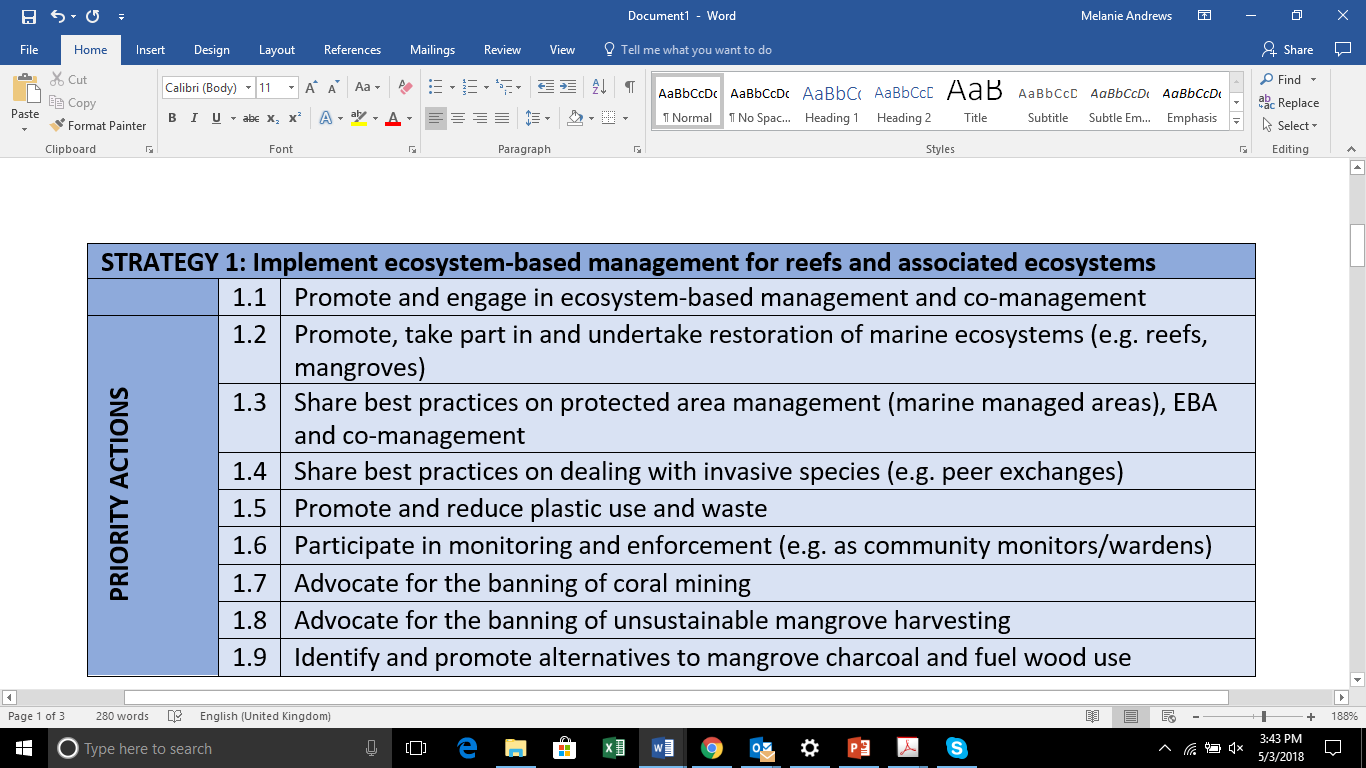 Document1 - Word
Melanie Andrews
File Home Insert Design Layout References Mailings Review View Tell me what you want to do Share
Paste
Cut
Copy
Format Painter
Clipboard
Calibri (Body) 11
Aa
B I U abc x₂ x² A ab A
Font
Paragraph
AaBbCcDc AaBbCcDc AaBbCc AaBbCcD AaB AaBbCcD AaBbCcDc AaBbCcDc
¶ Normal ¶ No Spac... Heading 1 Heading 2 Title Subtitle Subtle Em... Emphasis
Styles
Find
Replace
Select
Editing
STRATEGY 1: Implement ecosystem-based management for reefs and associated ecosystems
PRIORITY ACTIONS
1.1 Promote and engage in ecosystem-based management and co-management
1.2 Promote, take part in and undertake restoration of marine ecosystems (e.g. reefs,
mangroves)
1.3 Share best practices on protected area management (marine managed areas), EBA
and co-management
1.4 Share best practices on dealing with invasive species (e.g. peer exchanges)
1.5 Promote and reduce plastic use and waste
1.6 Participate in monitoring and enforcement (e.g. as community monitors/wardens)
1.7 Advocate for the banning of coral mining
1.8 Advocate for the banning of unsustainable mangrove harvesting
1.9 Identify and promote alternatives to mangrove charcoal and fuel wood use
Page 1 of 3 280 words English (United Kingdom) 188%
Type here to search
3:43 PM
5/3/2018